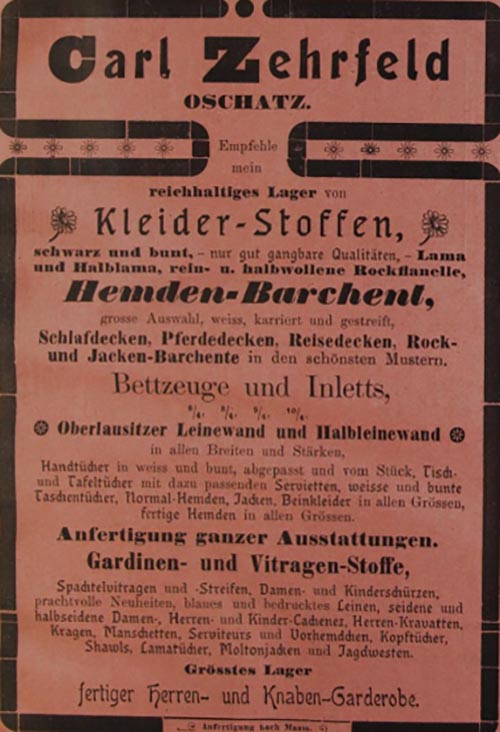 Carl Zehrfeld
OSCHATZ.
Empfehle
mein
reichhaltiges Lager von
Kleider-Stoffen,
schwarz und bunt, – nur gut gangbare Qualitäten, – Lama
und Halblama, rein- u. halbwollene Rockflanelle,
Hemden-Barchent,
grosse Auswahl, weiss, karriert und gestreift,
Schlafdecken, Pferdedecken, Reisedecken, Rock-
und Jacken-Barchente in den schönsten Mustern.
Bettzeuge und Inletts,
⁹/₄. 10/₄.
Oberlausitzer Leinewand und Halbleinewand
in allen Breiten und Stärken,
Handtücher in weiss und bunt, abgepasst und vom Stück, Tisch-
und Tafeltücher mit dazu passenden Servietten, weisse und bunte
Taschentücher, Normal-Hemden, Jacken, Beinkleider in allen Grössen,
fertige Hemden in allen Grössen.
Anfertigung ganzer Ausstattungen.
Gardinen- und Vitragen-Stoffe,
Spachtelvitragen und -Streifen, Damen- und Kinderschürzen,
prachtvolle Neuheiten, blaues und bedrucktes Leinen, seidene und
halbseidene Damen-, Herren- und Kinder-Cachenez, Herren-Kravatten,
Kragen, Manschetten, Serviteurs und Vorhemdchen, Kopftücher,
Shawls, Lamatücher, Moltonjacken und Jagdwesten.
Grösstes Lager
fertiger Herren- und Knaben-Garderobe.
Anfertigung nach Maass.